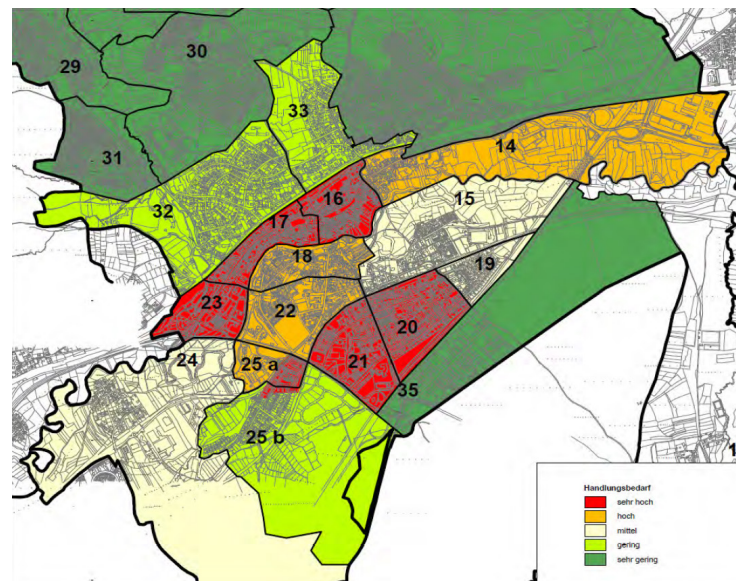 30
29
33
14
31
16
15
32
17
18
19
23
22
20
24
25 a
21
35
25 b
1
Handlungsbedarf
sehr hoch
hoch
mittel
gering
sehr gering